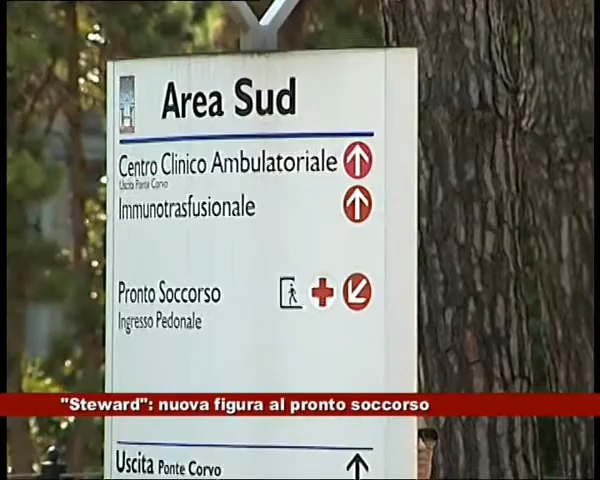 Area Sud
Centro Clinico Ambulatoriale
Uscita Ponte Corvo
Immunotrasfusionale
Pronto Soccorso
Ingresso Pedonale
"Steward": nuova figura al pronto soccorso
Uscita Ponte Corvo